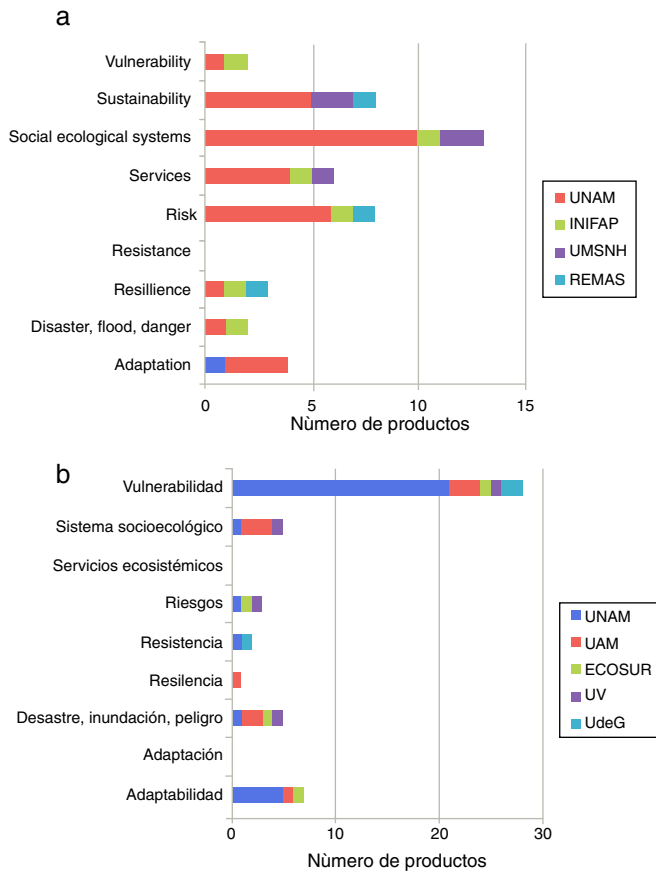 a
Vulnerability
Sustainability
Social ecological systems
Services
Risk
Resistance
Resillience
Disaster, flood, danger
Adaptation
0 5 10 15
Nùmero de productos
UNAM
INIFAP
UMSNH
REMAS
b
Vulnerabilidad
Sistema socioecológico
Servicios ecosistémicos
Riesgos
Resistencia
Resilencia
Desastre, inundación, peligro
Adaptación
Adaptabilidad
0 10 20 30
Nùmero de productos
UNAM
UAM
ECOSUR
UV
UdeG